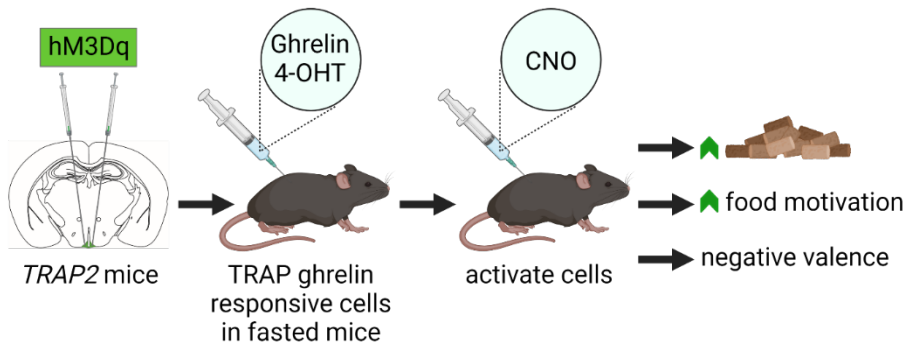 hM3Dq
Ghrelin
4-OHT
CNO
TRAP2 mice
TRAP ghrelin
responsive cells
in fasted mice
activate cells
food motivation
negative valence